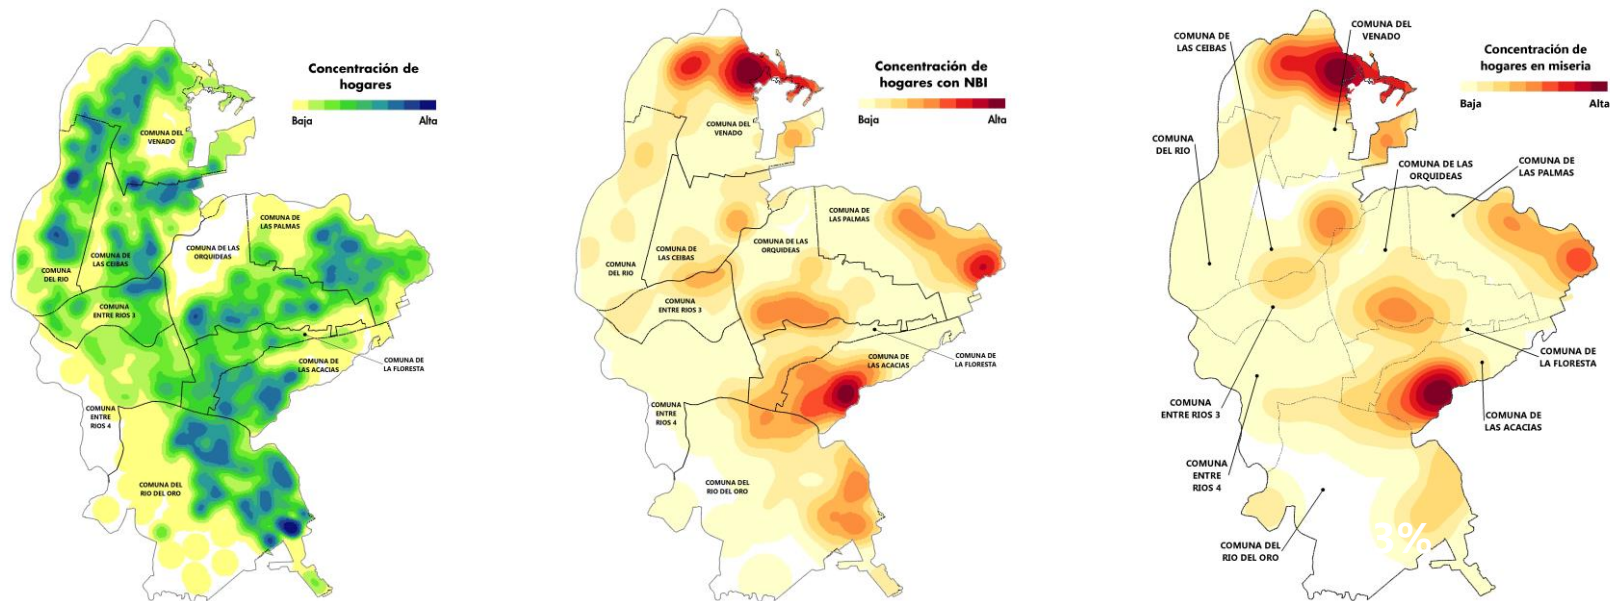 Concentración de
hogares
Baja
Alta
COMUNA DEL
VENADO
COMUNA DE
LAS PALMAS
COMUNA DE LAS
ORQUIDEAS
COMUNA DE
LAS CEIBAS
COMUNA
DEL RIO
COMUNA
ENTRE RIOS 3
COMUNA DE
LAS ACACIAS
COMUNA DE
LA FLORESTA
COMUNA
ENTRE
RIOS 4
COMUNA DEL
RIO DEL ORO
Concentración de
hogares con NBI
Baja
Alta
COMUNA DEL
VENADO
COMUNA DE
LAS PALMAS
COMUNA DE LAS
ORQUIDEAS
COMUNA DE
LAS CEIBAS
COMUNA
DEL RIO
COMUNA
ENTRE RIOS 3
COMUNA DE
LAS ACACIAS
COMUNA DE
LA FLORESTA
COMUNA
ENTRE
RIOS 4
COMUNA DEL
RIO DEL ORO
Concentración de
hogares en miseria
Baja
Alta
COMUNA DEL
VENADO
COMUNA DE
LAS CEIBAS
COMUNA
DEL RIO
COMUNA DE LAS
ORQUIDEAS
COMUNA DE
LAS PALMAS
COMUNA DE
LA FLORESTA
COMUNA
ENTRE RIOS 3
COMUNA DE
LAS ACACIAS
COMUNA
ENTRE
RIOS 4
COMUNA DEL
RIO DEL ORO
3%